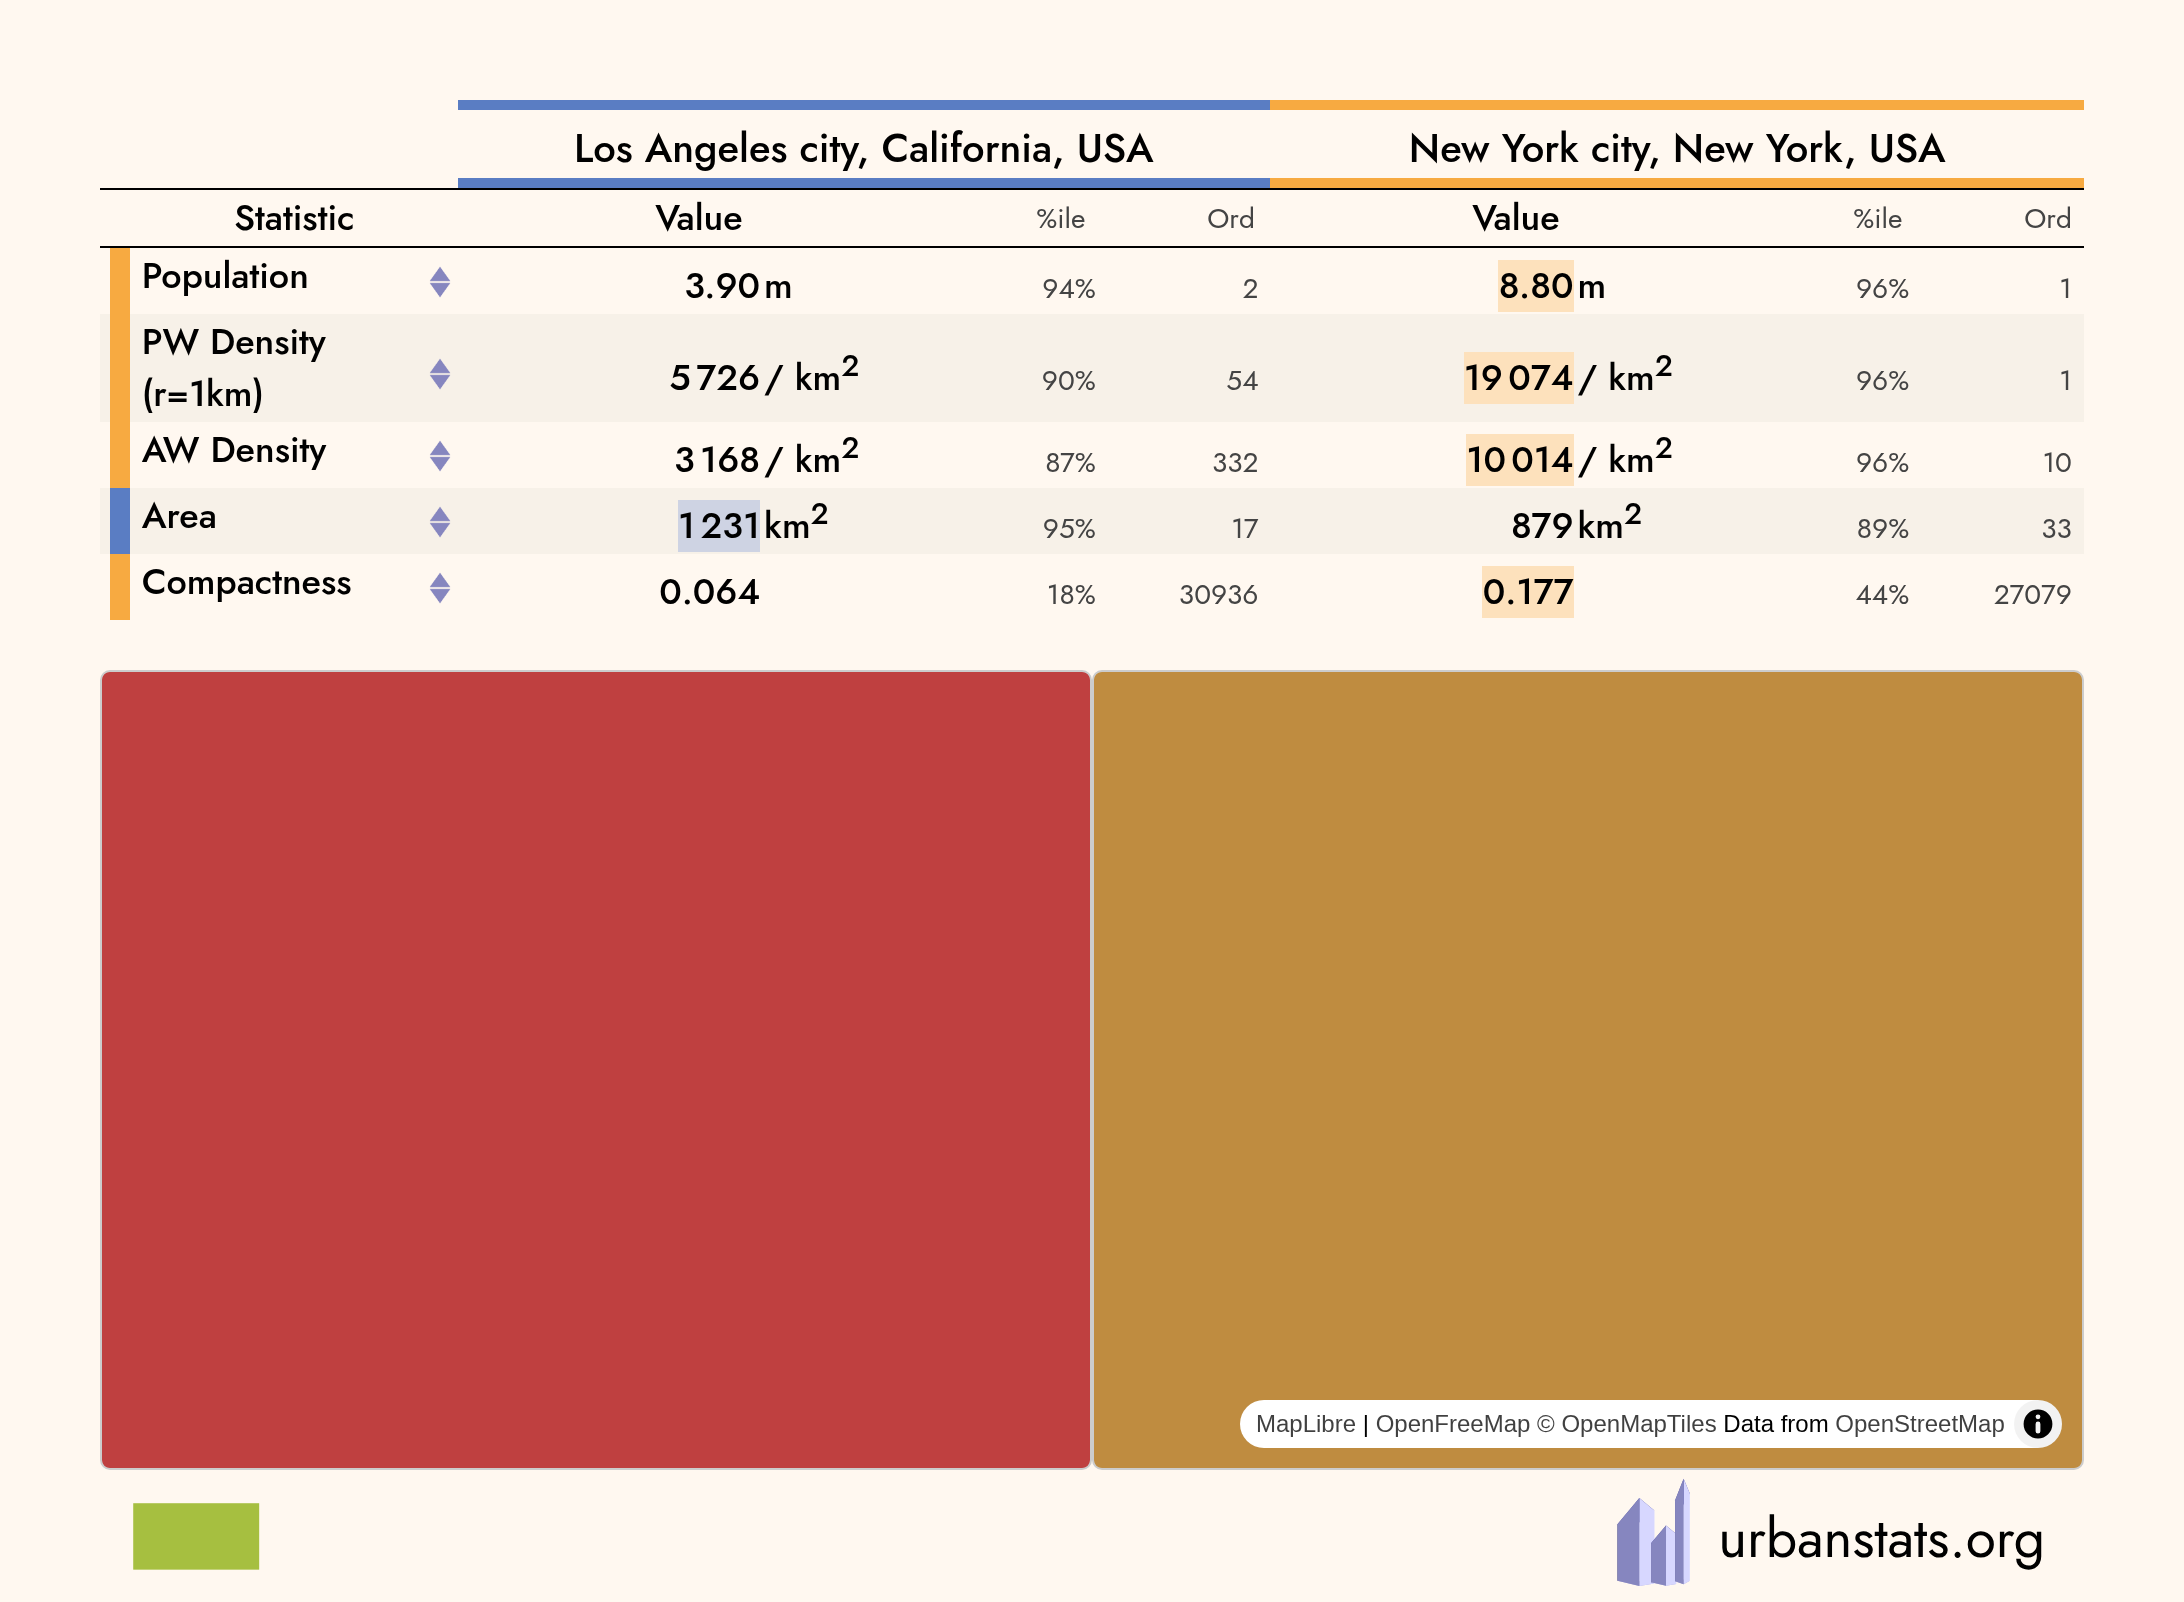 Los Angeles city, California, USA New York city, New York, USA
Statistic Value %ile Ord Value %ile Ord
Population 3.90 m 94% 2 8.80 m 96% 1
PW Density
(r=1km) 5 726 / km² 90% 54 19 074 / km² 96% 1
AW Density 3 168 / km² 87% 332 10 014 / km² 96% 10
Area 1 231 km² 95% 17 879 km² 89% 33
Compactness 0.064 18% 30936 0.177 44% 27079
MapLibre | OpenFreeMap © OpenMapTiles Data from OpenStreetMap
urbanstats.org